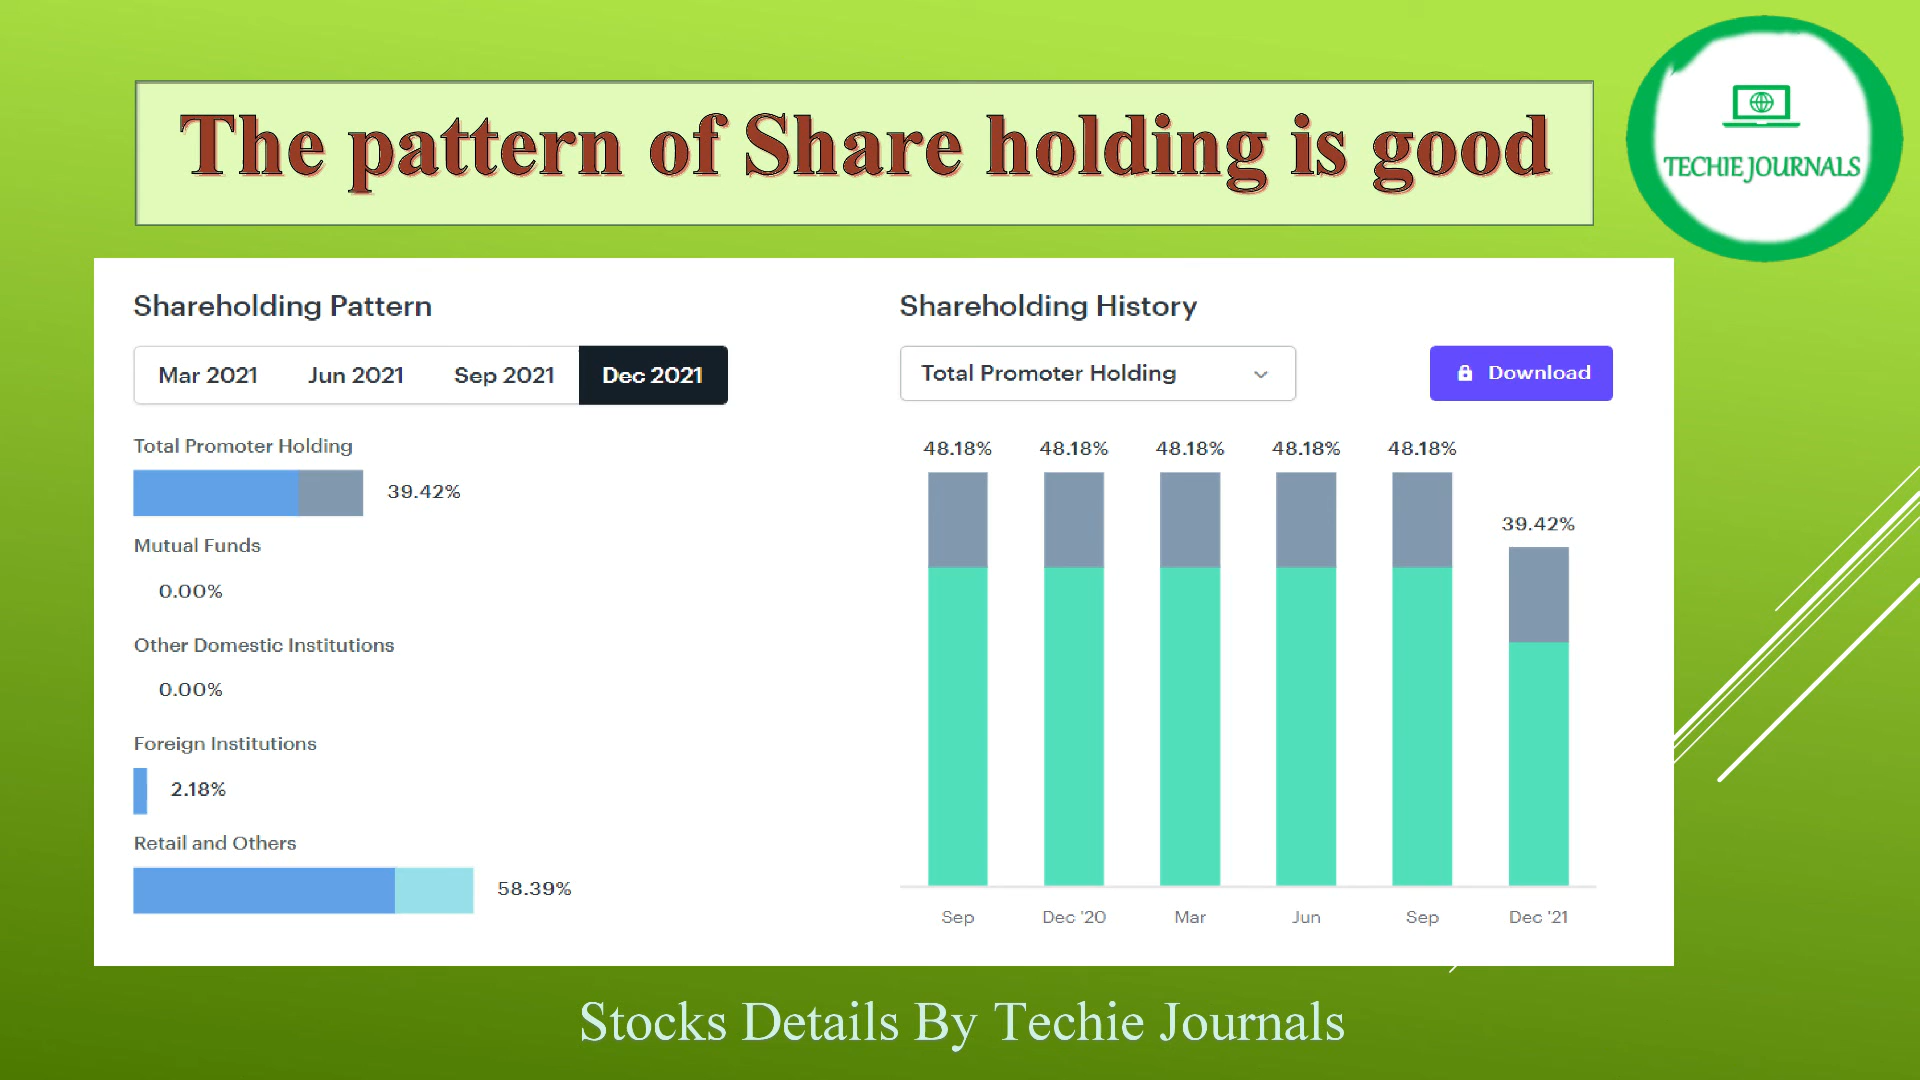 The pattern of Share holding is good
TECHIE JOURNALS
Shareholding Pattern
Mar 2021 Jun 2021 Sep 2021 Dec 2021
Total Promoter Holding
39.42%
Mutual Funds
0.00%
Other Domestic Institutions
0.00%
Foreign Institutions
2.18%
Retail and Others
58.39%
Shareholding History
Total Promoter Holding
Download
48.18% 48.18% 48.18% 48.18% 48.18%
39.42%
Sep Dec '20 Mar Jun Sep Dec '21
Stocks Details By Techie Journals